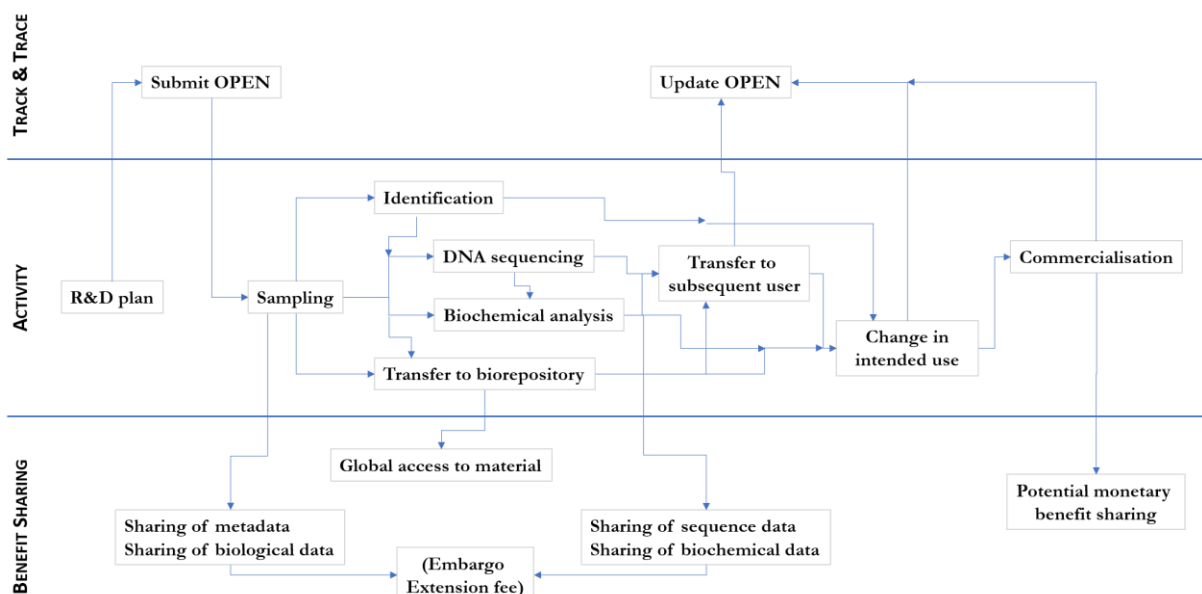 TRACK & TRACE
Submit OPEN
Update OPEN
ACTIVITY
Identification
DNA sequencing
Transfer to
subsequent user
Commercialisation
R&D plan
Sampling
Biochemical analysis
Change in
intended use
Transfer to biorepository
BENEFIT SHARING
Global access to material
Potential monetary
benefit sharing
Sharing of metadata
Sharing of biological data
Sharing of sequence data
Sharing of biochemical data
(Embargo
Extension fee)